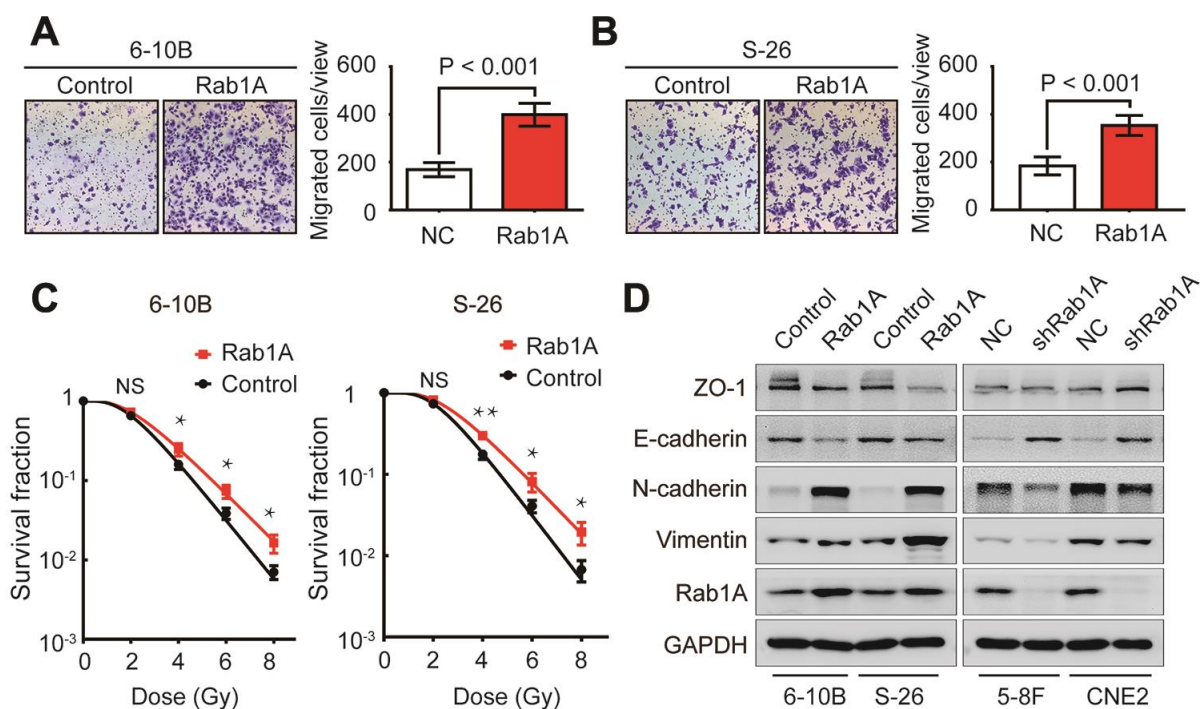 A
6-10B
Control Rab1A
Migrated cells/view
600
400
200
0
P < 0.001
NC Rab1A
B
S-26
Control Rab1A
Migrated cells/view
600
400
200
0
P < 0.001
NC Rab1A
C
6-10B
Rab1A
Control
Survival fraction
1
10-1
10-2
10-3
NS
*
*
*
0 2 4 6 8
Dose (Gy)
S-26
Rab1A
Control
Survival fraction
1
10-1
10-2
10-3
NS
**
*
*
0 2 4 6 8
Dose (Gy)
D
Control Rab1A Control Rab1A NC shRab1A NC shRab1A
ZO-1
E-cadherin
N-cadherin
Vimentin
Rab1A
GAPDH
6-10B S-26 5-8F CNE2